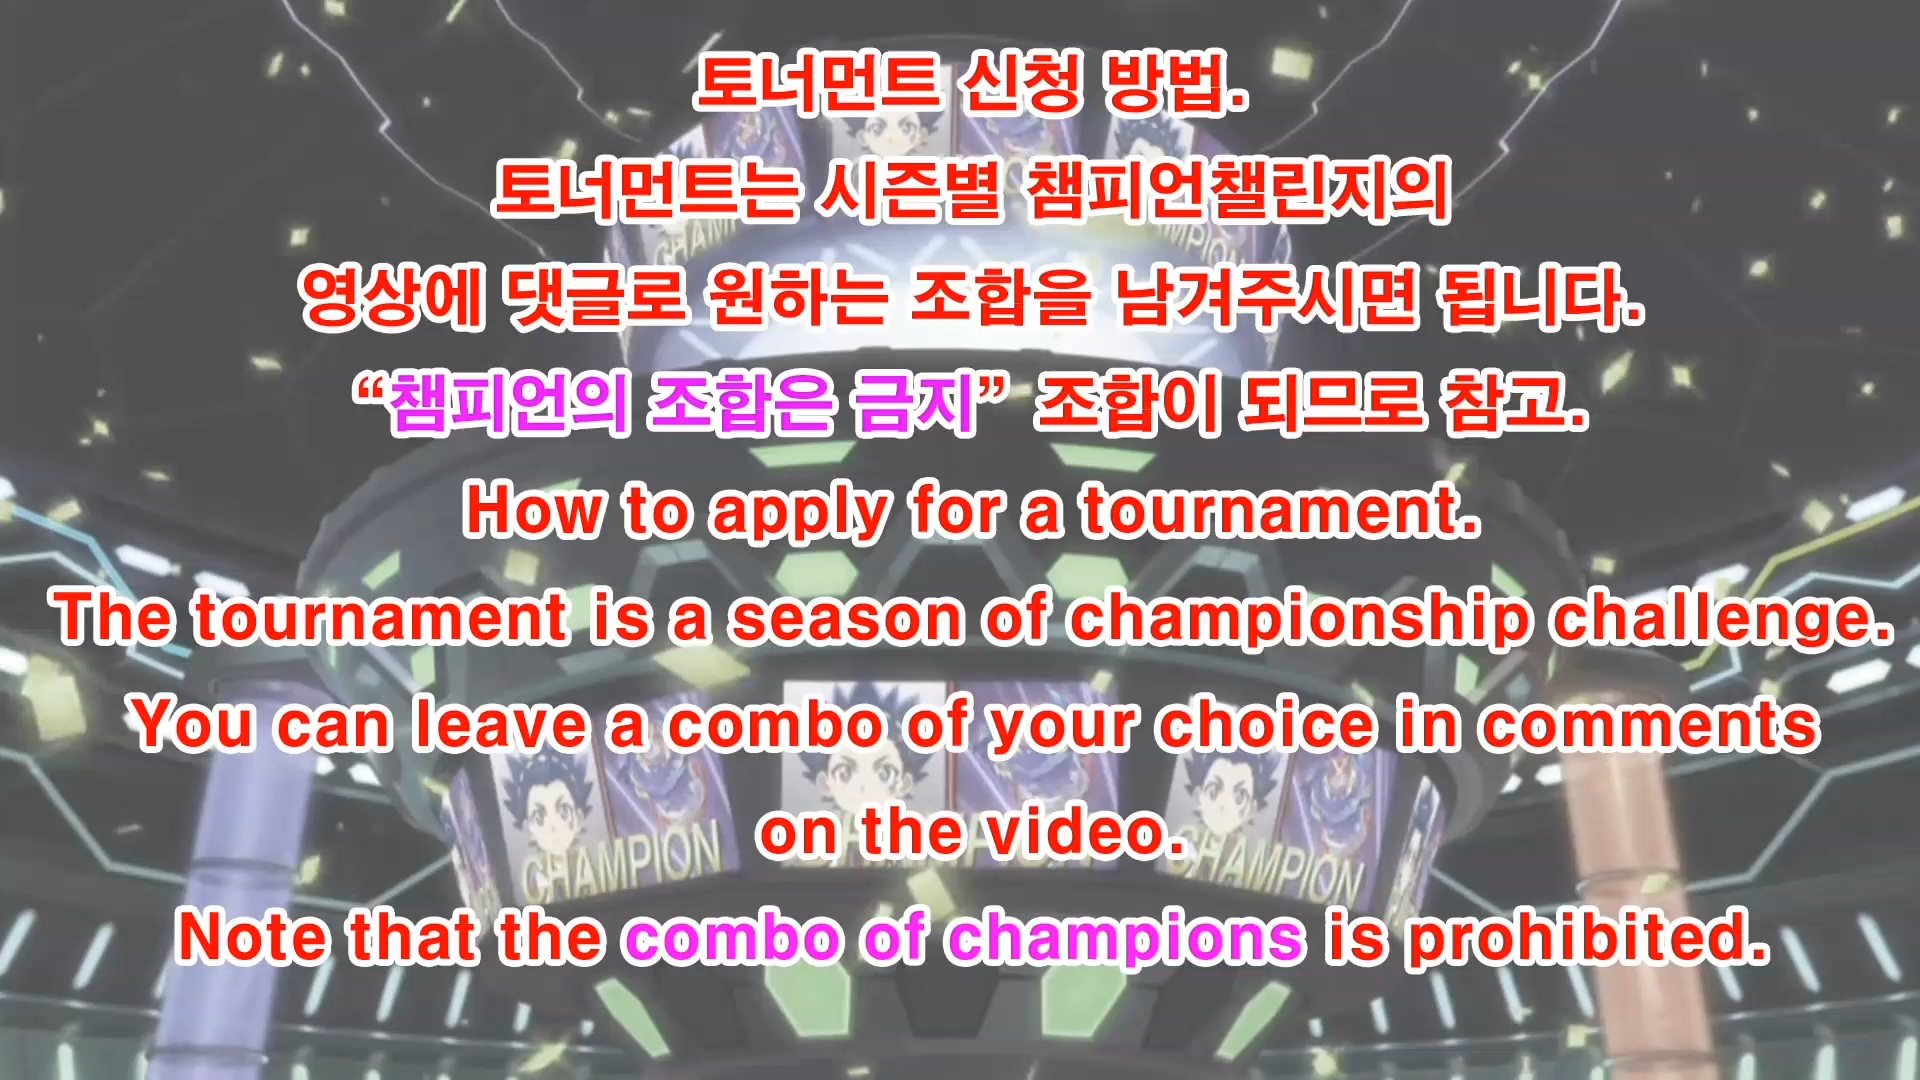 토너먼트 신청 방법.
토너먼트는 시즌별 챔피언챌린지의
영상에 댓글로 원하는 조합을 남겨주시면 됩니다.
“챔피언의 조합은 금지” 조합이 되므로 참고.
How to apply for a tournament.
The tournament is a season of championship challenge.
You can leave a combo of your choice in comments
on the video.
Note that the combo of champions is prohibited.
CHAMPION
CHAMPION